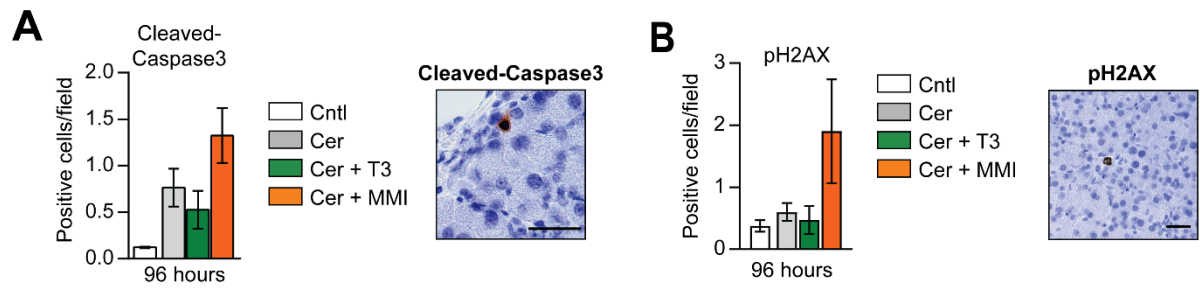 A
Cleaved-
Caspase3
Positive cells/field
2.0
1.5
1.0
0.5
0.0
96 hours
Cntl
Cer
Cer + T3
Cer + MMI
Cleaved-Caspase3
B
pH2AX
Positive cells/field
3
2
1
0
96 hours
Cntl
Cer
Cer + T3
Cer + MMI
pH2AX